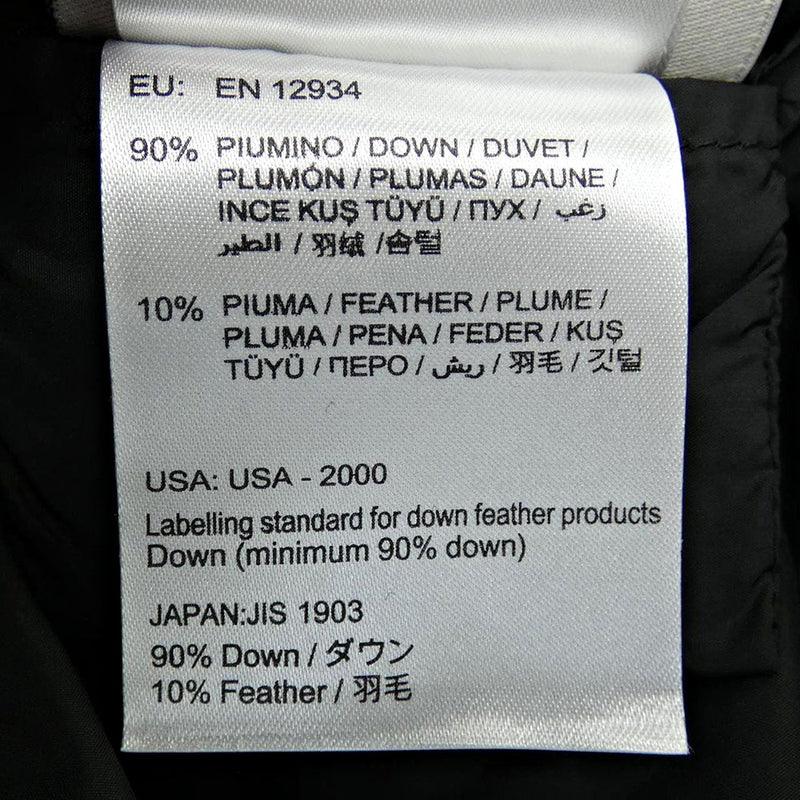 EU: EN 12934
90% PIUMINO / DOWN / DUVET /
PLUMÓN / PLUMAS / DAUNE /
INCE KUŞ TÜYÜ / ПУХ / زغب
الطير / 羽绒 / 솜털
10% PIUMA / FEATHER / PLUME /
PLUMA / PENA / FEDER / KUŞ
TÜYÜ / ПЕРО / ريش / 羽毛 / 깃털
USA: USA - 2000
Labelling standard for down feather products
Down (minimum 90% down)
JAPAN:JIS 1903
90% Down / ダウン
10% Feather / 羽毛